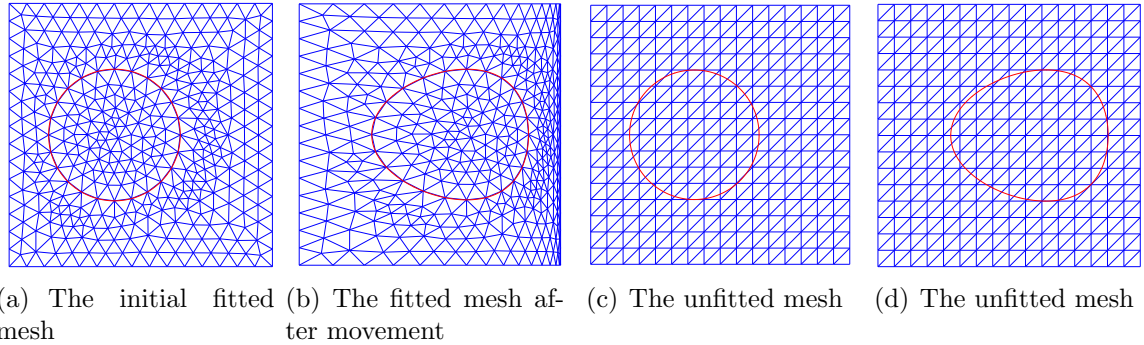 (a) The initial fitted mesh
(b) The fitted mesh af-
ter movement
(c) The unfitted mesh
(d) The unfitted mesh